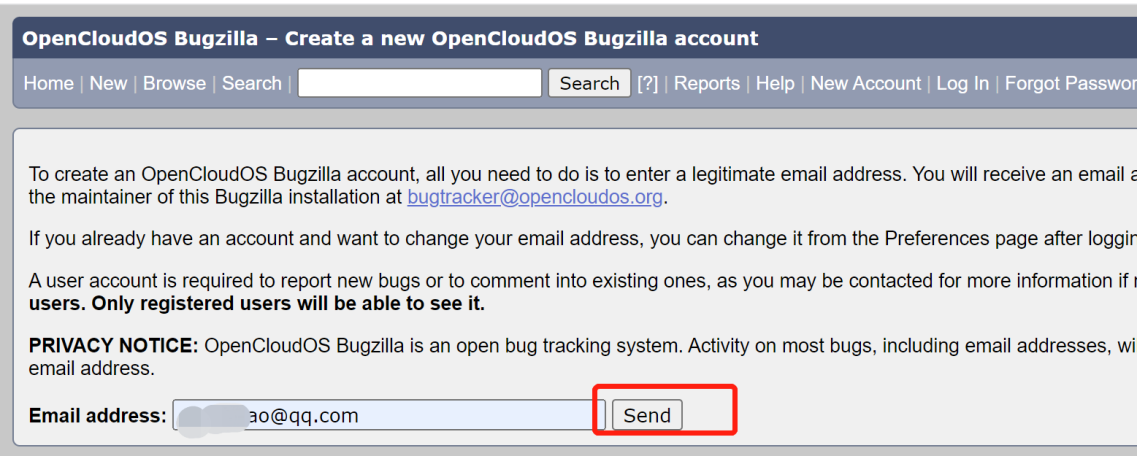 OpenCloudOS Bugzilla – Create a new OpenCloudOS Bugzilla account
Home | New | Browse | Search | Search [?] | Reports | Help | New Account | Log In | Forgot
To create an OpenCloudOS Bugzilla account, all you need to do is to enter a legitimate email address. You will receive an email
the maintainer of this Bugzilla installation at bugtracker@opencloudos.org.
If you already have an account and want to change your email address, you can change it from the Preferences page after
A user account is required to report new bugs or to comment into existing ones, as you may be contacted for more information if
users. Only registered users will be able to see it.
PRIVACY NOTICE: OpenCloudOS Bugzilla is an open bug tracking system. Activity on most bugs, including email addresses,
email address.
Email address: ao@qq.com Send